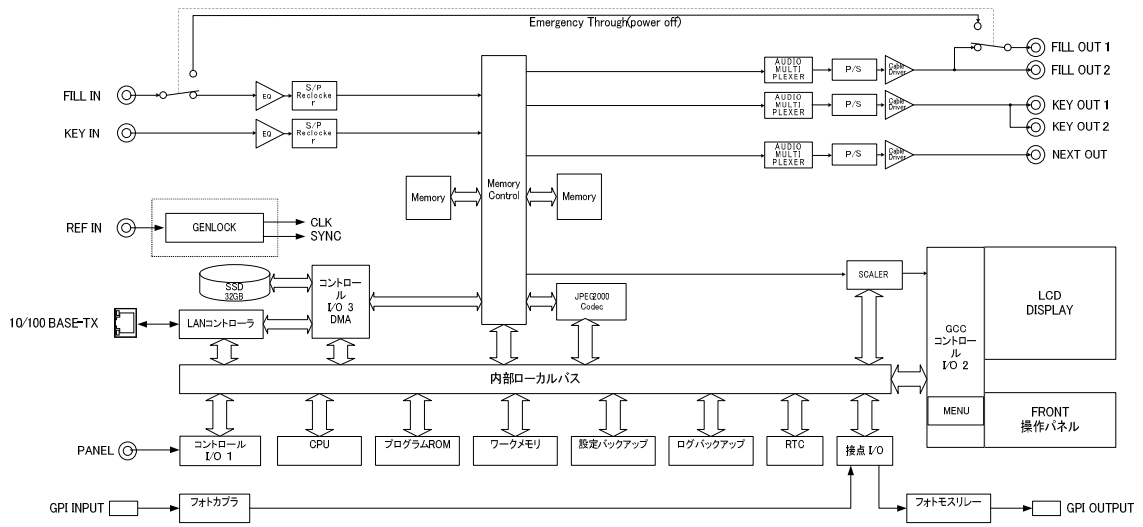 Emergency Through(power off)
FILL IN
EQ
S/P
Reclocke
r
KEY IN
EQ
S/P
Reclocke
r
Memory
Control
Memory
Memory
AUDIO
MULTI
PLEXER
P/S
Cable
Driver
FILL OUT 1
FILL OUT 2
AUDIO
MULTI
PLEXER
P/S
Cable
Driver
KEY OUT 1
KEY OUT 2
AUDIO
MULTI
PLEXER
P/S
Cable
Driver
NEXT OUT
REF IN
GENLOCK
CLK
SYNC
SSD
32GB
コントロー
ル
I/O 3
DMA
10/100 BASE-TX
LANコントローラ
JPEG2000
Codec
SCALER
GCC
コントロー
ル
I/O 2
MENU
LCD
DISPLAY
FRONT
操作パネル
内部ローカルバス
PANEL
コントロール
I/O 1
CPU
プログラムROM
ワークメモリ
設定バックアップ
ログバックアップ
RTC
接点 I/O
GPI INPUT
フォトカプラ
フォトモスリレー
GPI OUTPUT